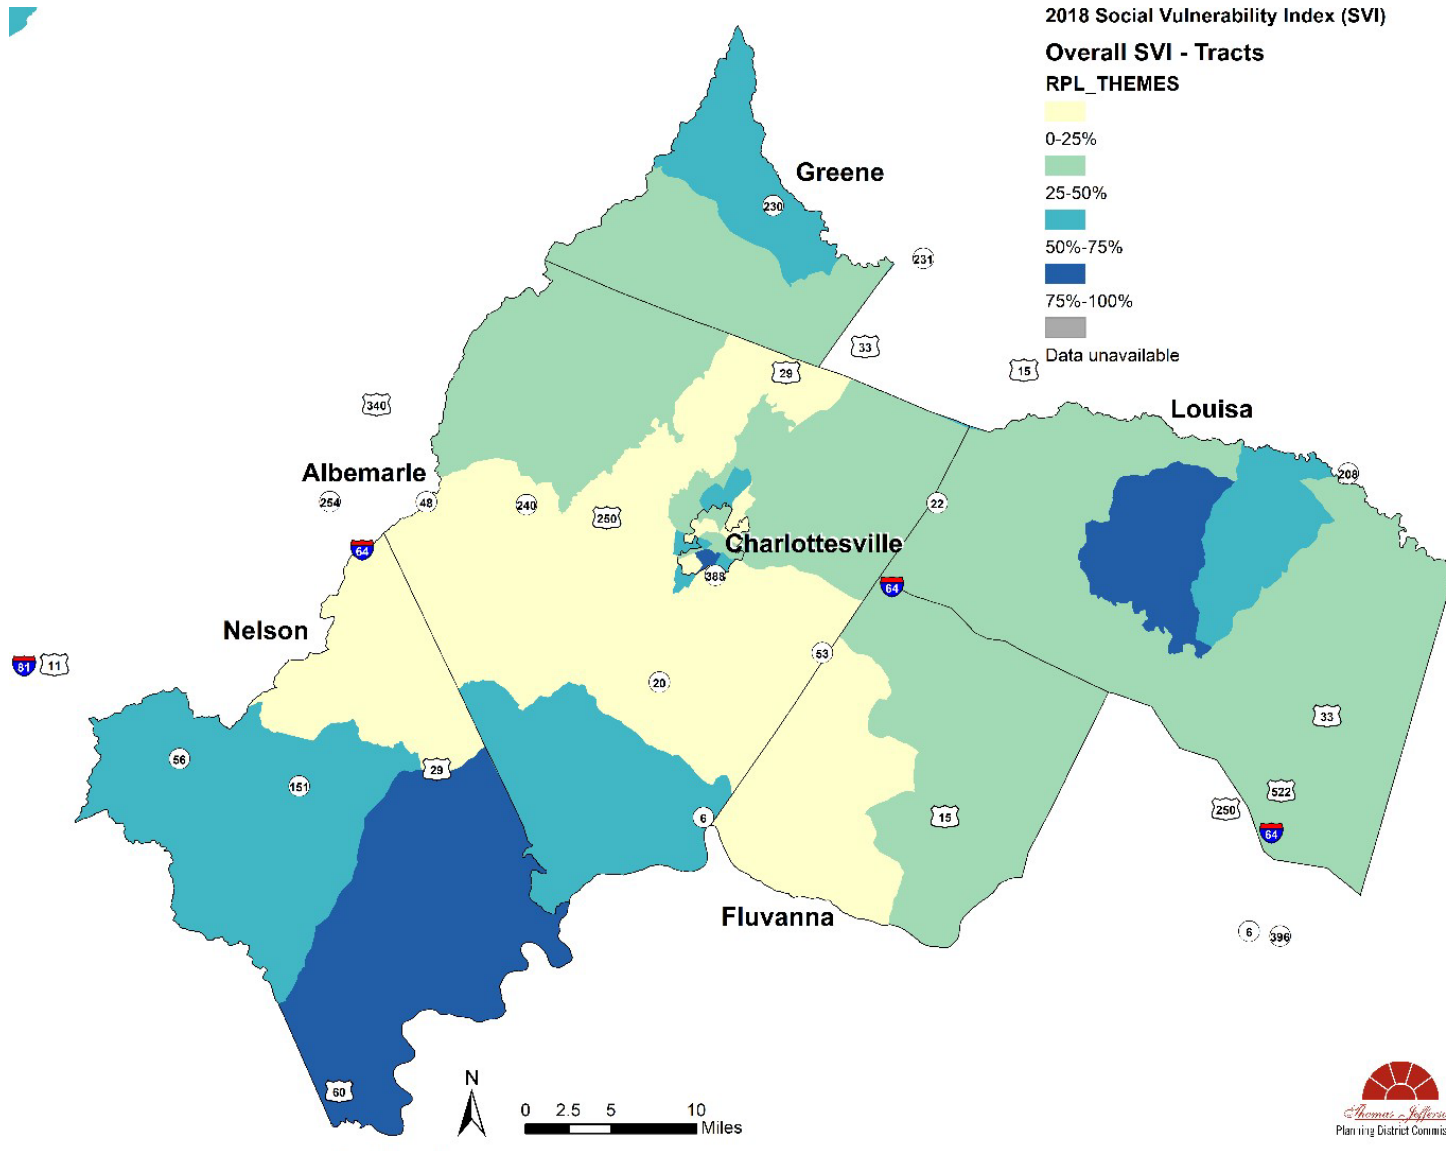 2018 Social Vulnerability Index (SVI)
Overall SVI - Tracts
RPL_THEMES
0-25%
25-50%
50%-75%
75%-100%
Data unavailable
Greene
230
231
33
29
15
340
Louisa
Albemarle
208
254
48
240
250
22
Charlottesville
64
388
64
Nelson
53
81
11
20
33
56
29
151
522
6
15
250
64
Fluvanna
6
396
60
N
0 2.5 5 10
Miles
Planning District